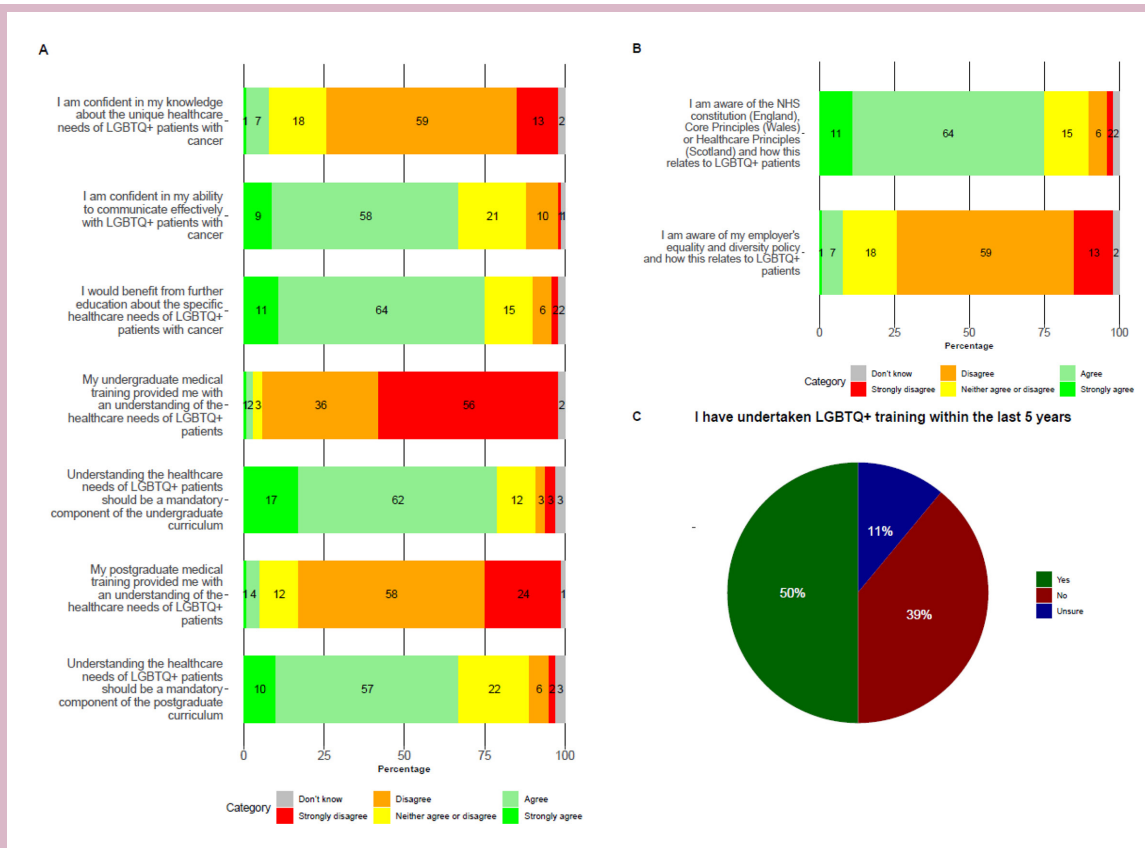 A
I am confident in my knowledge
about the unique healthcare
needs of LGBTQ+ patients with
cancer
1 7 18 59 13 2
I am confident in my ability
to communicate effectively
with LGBTQ+ patients with
cancer
9 58 21 10 1 1
I would benefit from further
education about the specific
healthcare needs of LGBTQ+
patients with cancer
11 64 15 6 2 2
My undergraduate medical
training provided me with
an understanding of the
healthcare needs of LGBTQ+
patients
1 2 3 36 56 2
Understanding the healthcare
needs of LGBTQ+ patients
should be a mandatory
component of the undergraduate
curriculum
17 62 12 3 3 3
My postgraduate medical
training provided me with
an understanding of the
healthcare needs of LGBTQ+
patients
1 4 12 58 24 1
Understanding the healthcare
needs of LGBTQ+ patients
should be a mandatory
component of the postgraduate
curriculum
10 57 22 6 2 3
0 25 50 75 100
Percentage
Category
Don't know Disagree Agree
Strongly disagree Neither agree or disagree Strongly agree
B
I am aware of the NHS
constitution (England),
Core Principles (Wales)
or Healthcare Principles
(Scotland) and how this
relates to LGBTQ+ patients
11 64 15 6 2 2
I am aware of my employer's
equality and diversity policy
and how this relates to LGBTQ+
patients
1 7 18 59 13 2
0 25 50 75 100
Percentage
Category
Don't know Disagree Agree
Strongly disagree Neither agree or disagree Strongly agree
C I have undertaken LGBTQ+ training within the last 5 years
11%
50%
39%
Yes
No
Unsure